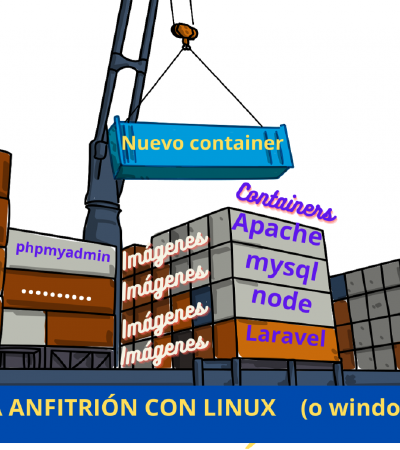 Nuevo container
Containers
Apache
phpmyadmin
Imágenes
mysql
..........
Imágenes
node
Imágenes
Laravel
Imágenes
ANFITRIÓN CON LINUX (o windo